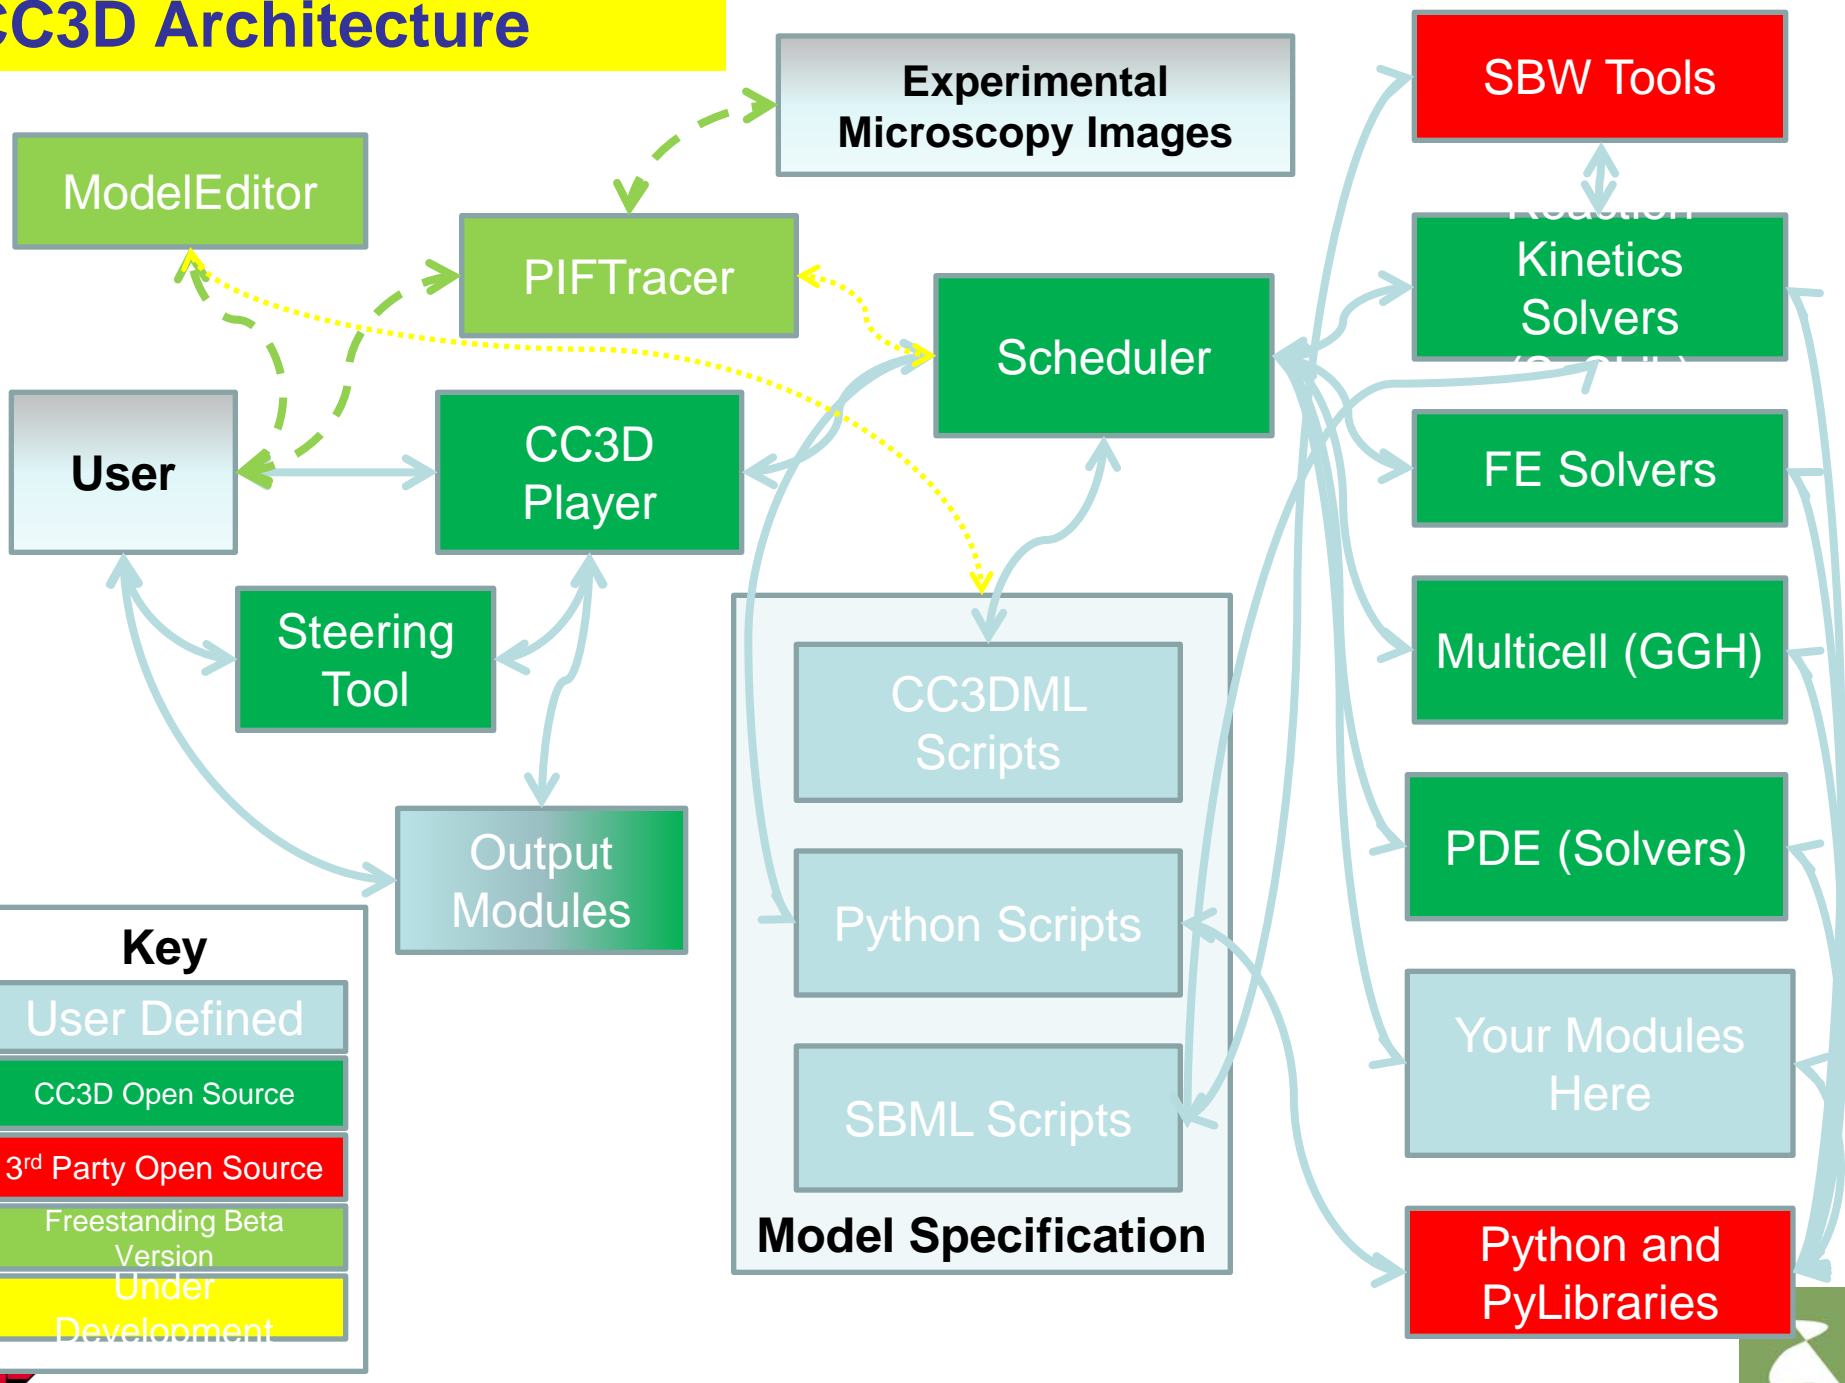 CC3D Architecture
Experimental
Microscopy Images
SBW Tools
ModelEditor
PIFTracer
Reaction
Kinetics
Solvers
Scheduler
User
CC3D
Player
FE Solvers
Steering
Tool
Multicell (GGH)
CC3DML
Scripts
Output
Modules
PDE (Solvers)
Python Scripts
Your Modules
Here
SBML Scripts
Model Specification
Python and
PyLibraries
Key
User Defined
CC3D Open Source
3rd Party Open Source
Freestanding Beta
Version
Under
Development